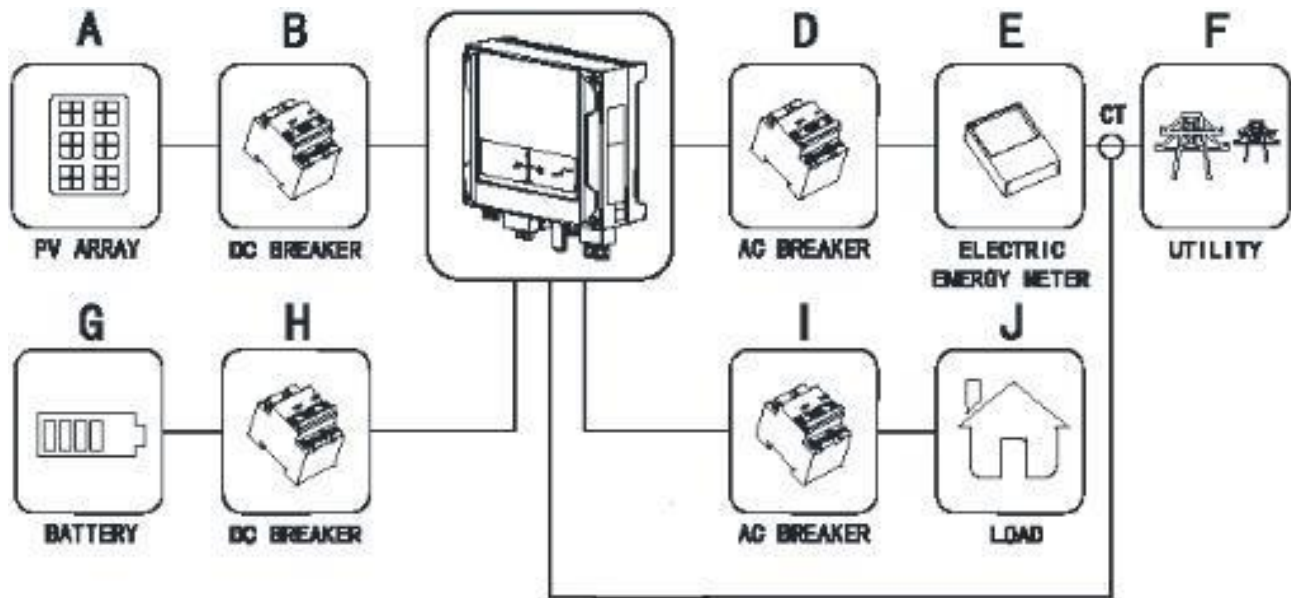 A
B
D
E
F
CT
PV ARRAY
DC BREAKER
AC BREAKER
ELECTRIC
ENERGY METER
UTILITY
G
H
I
J
BATTERY
DC BREAKER
AC BREAKER
LOAD